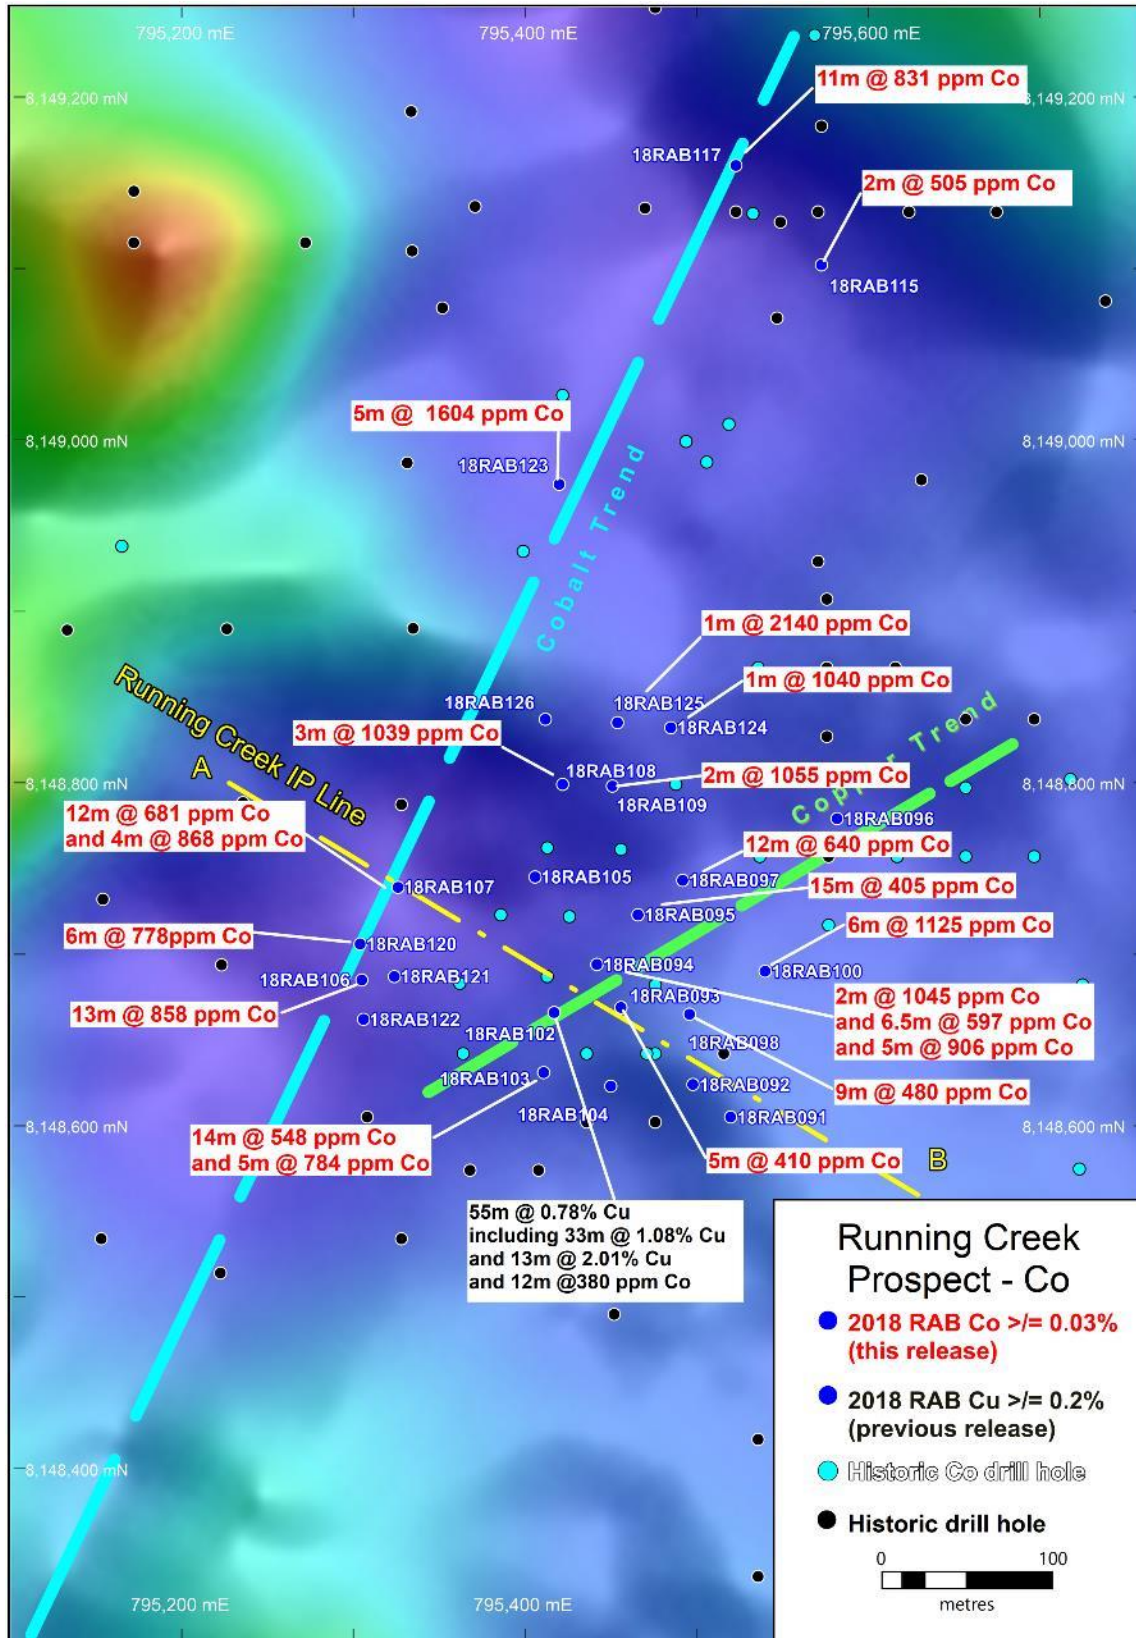 795,200 mE
795,400 mE
795,600 mE
11m @ 831 ppm Co
8,149,200 mN
8,149,200 mN
18RAB117
2m @ 505 ppm Co
18RAB115
5m @ 1604 ppm Co
8,149,000 mN
8,149,000 mN
18RAB123
Cobalt Trend
1m @ 2140 ppm Co
Running Creek IP Line
1m @ 1040 ppm Co
18RAB126
18RAB125
18RAB124
3m @ 1039 ppm Co
Copper Trend
A
18RAB108
2m @ 1055 ppm Co
8,148,800 mN
8,148,800 mN
18RAB109
12m @ 681 ppm Co
and 4m @ 868 ppm Co
18RAB096
12m @ 640 ppm Co
18RAB107
18RAB105
18RAB097
15m @ 405 ppm Co
18RAB095
6m @ 1125 ppm Co
6m @ 778ppm Co
18RAB120
18RAB094
18RAB100
18RAB106
18RAB121
18RAB093
2m @ 1045 ppm Co
and 6.5m @ 597 ppm Co
and 5m @ 906 ppm Co
13m @ 858 ppm Co
18RAB122
18RAB102
18RAB098
18RAB103
18RAB092
9m @ 480 ppm Co
18RAB104
18RAB091
8,148,600 mN
8,148,600 mN
14m @ 548 ppm Co
and 5m @ 784 ppm Co
5m @ 410 ppm Co
B
55m @ 0.78% Cu
including 33m @ 1.08% Cu
and 13m @ 2.01% Cu
and 12m @380 ppm Co
Running Creek
Prospect - Co
2018 RAB Co >/= 0.03%
(this release)
2018 RAB Cu >/= 0.2%
(previous release)
Historic Co drill hole
Historic drill hole
0
100
metres
8,148,400 mN
795,200 mE
795,400 mE